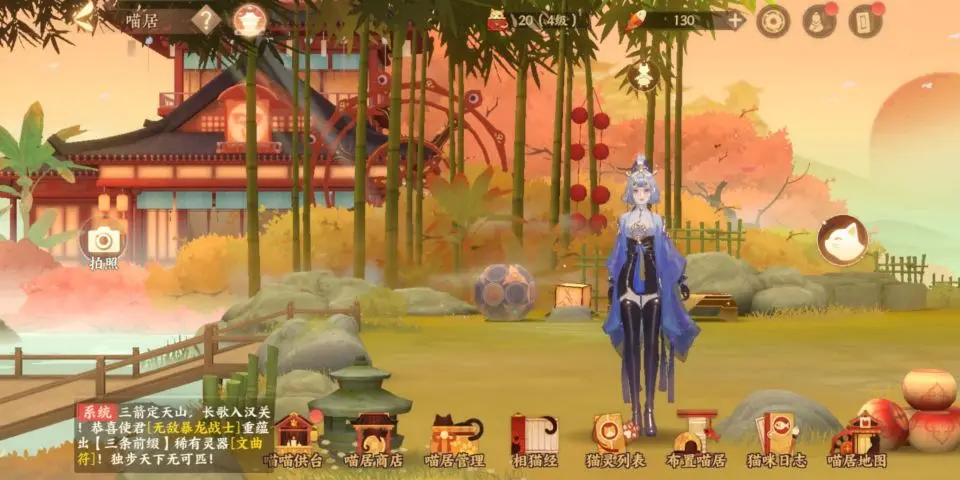 喵居
?
20(4级)
130
拍照
系统 三箭定天山,长歌入汉关
!恭喜使君[无敌暴龙战士]重蕴
出【三条前缀】稀有灵器[文曲
符]!独步天下无可匹!
喵喵供台
喵居商店
喵居管理
相猫经
猫灵列表
布置喵居
猫咪日志
喵居地图